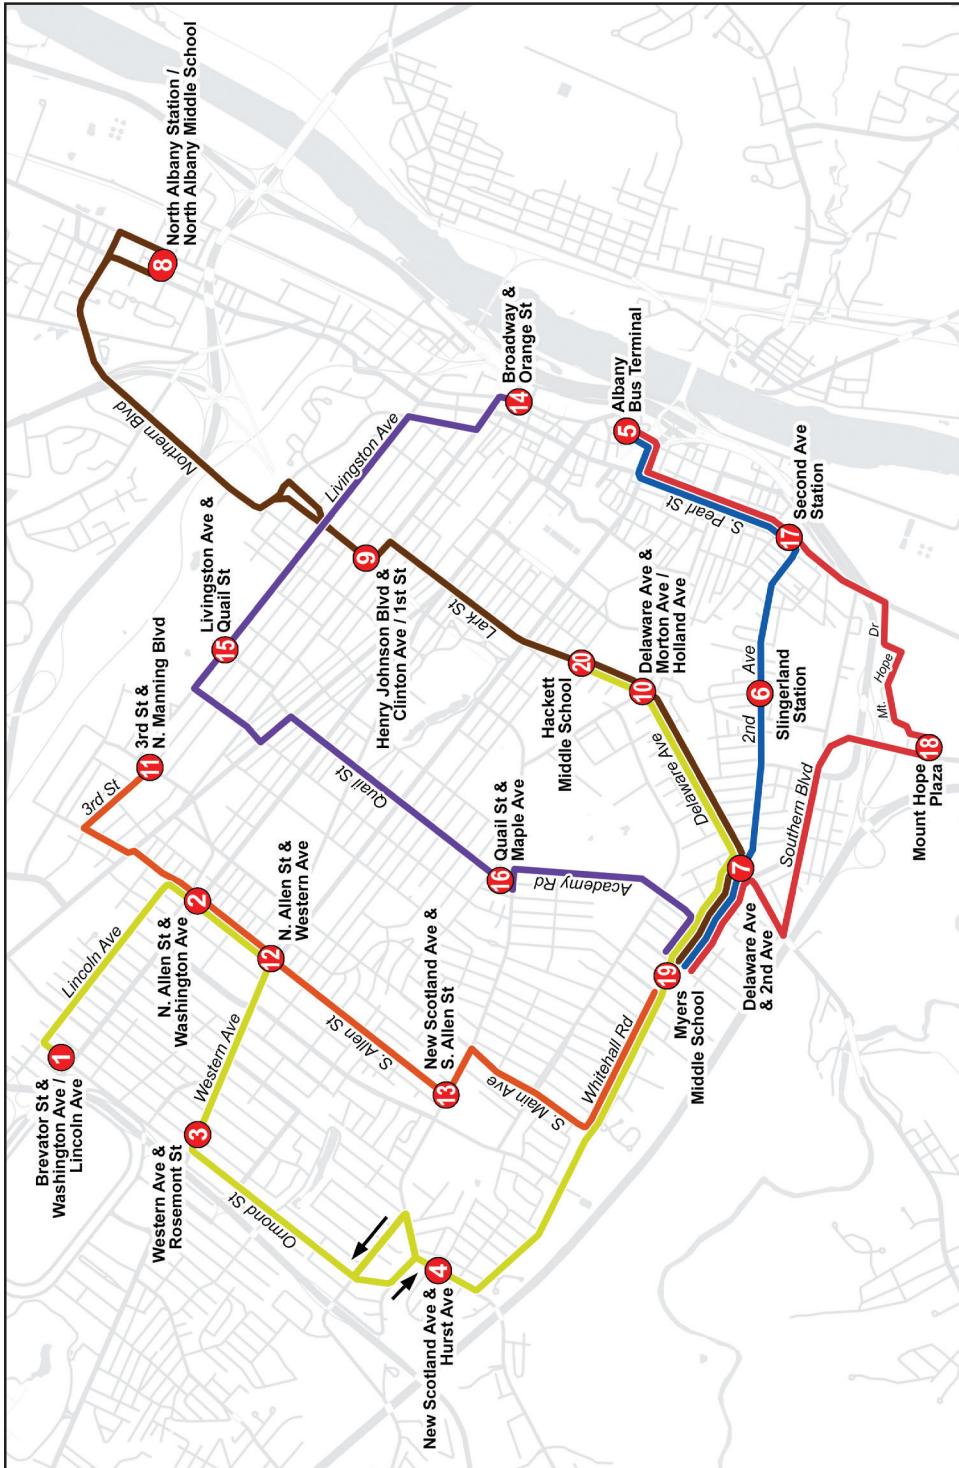 Brevator St &
Washington Ave /
Lincoln Ave
1
Lincoln Ave
N. Allen St &
Washington Ave
2
3rd St
3rd St &
N. Manning Blvd
11
Livingston Ave &
Quail St
15
Northern Blvd
North Albany Station /
North Albany Middle School
8
Western Ave &
Rosemont St
3
Western Ave
N. Allen St &
Western Ave
12
Livingston Ave
Ormond St
S. Allen St
Quail St
Henry Johnson Blvd &
Clinton Ave / 1st St
9
Broadway &
Orange St
14
New Scotland Ave &
Hurst Ave
4
New Scotland Ave &
S. Allen St
13
S. Main Ave
Quail St &
Maple Ave
16
Academy Rd
Lark St
Hackett
Middle School
20
Albany
Bus Terminal
5
Whitehall Rd
Myers
Middle School
19
Delaware Ave
Delaware Ave &
Morton Ave /
Holland Ave
10
S. Pearl St
Delaware Ave
& 2nd Ave
7
2nd
Ave
Slingerland
Station
6
Second Ave
Station
17
Southern Blvd
Mt.
Hope
Dr
Mount Hope
Plaza
18